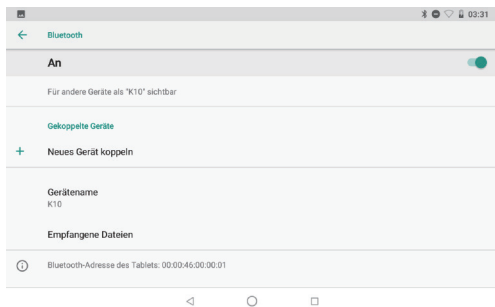 03:31
Bluetooth
An
Für andere Geräte als "K10" sichtbar
Gekoppelte Geräte
Neues Gerät koppeln
Gerätename
K10
Empfangene Dateien
Bluetooth-Adresse des Tablets: 00:00:46:00:00:01